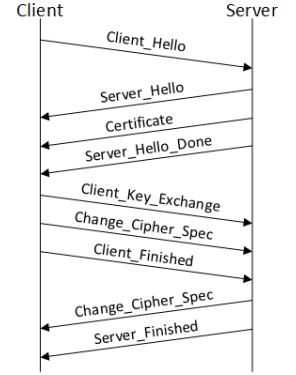 Client Server
Client_Hello
Server_Hello
Certificate
Server_Hello_Done
Client_Key_Exchange
Change_Cipher_Spec
Client_Finished
Change_Cipher_Spec
Server_Finished